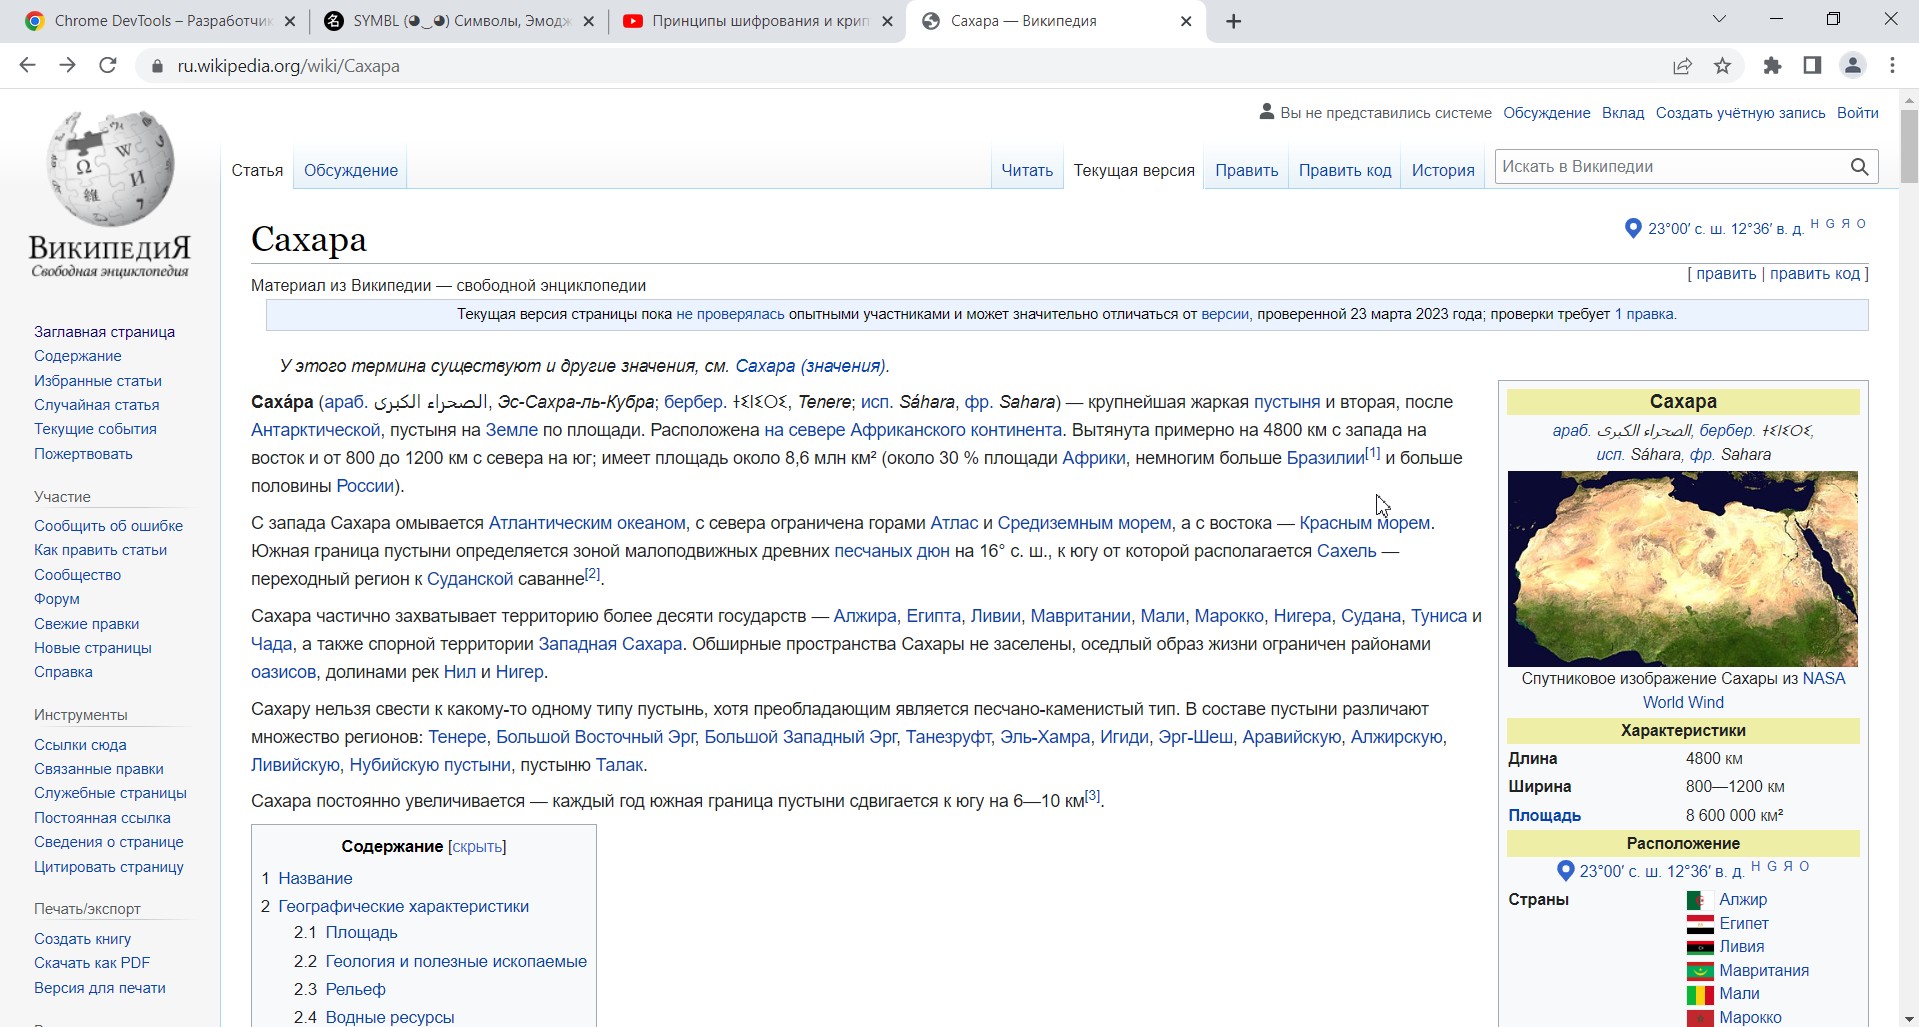 Chrome DevTools – Разработчик
SYMBL (◕‿◕) Символы, Эмодж
Принципы шифрования и крип
Сахара — Википедия
ru.wikipedia.org/wiki/Сахара
Вы не представились системе Обсуждение Вклад Создать учётную запись Войти
Статья Обсуждение Читать Текущая версия Править Править код История Искать в Википедии
ВикипедиЯ
Свободная энциклопедия
Заглавная страница
Содержание
Избранные статьи
Случайная статья
Текущие события
Пожертвовать
Участие
Сообщить об ошибке
Как править статьи
Сообщество
Форум
Свежие правки
Новые страницы
Справка
Инструменты
Ссылки сюда
Связанные правки
Служебные страницы
Постоянная ссылка
Сведения о странице
Цитировать страницу
Печать/экспорт
Создать книгу
Скачать как PDF
Версия для печати
Сахара
23°00′ с. ш. 12°36′ в. д. H G Я O
[ править | править код ]
Материал из Википедии — свободной энциклопедии
Текущая версия страницы пока не проверялась опытными участниками и может значительно отличаться от версии, проверенной 23 марта 2023 года; проверки требует 1 правка.
У этого термина существуют и другие значения, см. Сахара (значения).
Саха́ра (араб. الصحراء الكبرى, Эс-Сахра-ль-Кубра; бербер. ⵜⵉⵏⵉⵔⵉ, Tenere; исп. Sáhara, фр. Sahara) — крупнейшая жаркая пустыня и вторая, после
Антарктической, пустыня на Земле по площади. Расположена на севере Африканского континента. Вытянута примерно на 4800 км с запада на
восток и от 800 до 1200 км с севера на юг; имеет площадь около 8,6 млн км² (около 30 % площади Африки, немногим больше Бразилии[1] и больше
половины России).
С запада Сахара омывается Атлантическим океаном, с севера ограничена горами Атлас и Средиземным морем, а с востока — Красным морем.
Южная граница пустыни определяется зоной малоподвижных древних песчаных дюн на 16° с. ш., к югу от которой располагается Сахель —
переходный регион к Суданской саванне[2].
Сахара частично захватывает территорию более десяти государств — Алжира, Египта, Ливии, Мавритании, Мали, Марокко, Нигера, Судана, Туниса и
Чада, а также спорной территории Западная Сахара. Обширные пространства Сахары не заселены, оседлый образ жизни ограничен районами
оазисов, долинами рек Нил и Нигер.
Сахару нельзя свести к какому-то одному типу пустынь, хотя преобладающим является песчано-каменистый тип. В составе пустыни различают
множество регионов: Тенере, Большой Восточный Эрг, Большой Западный Эрг, Танезруфт, Эль-Хамра, Игиди, Эрг-Шеш, Аравийскую, Алжирскую,
Ливийскую, Нубийскую пустыни, пустыню Талак.
Сахара постоянно увеличивается — каждый год южная граница пустыни сдвигается к югу на 6—10 км[3].
Содержание [скрыть]
1 Название
2 Географические характеристики
2.1 Площадь
2.2 Геология и полезные ископаемые
2.3 Рельеф
2.4 Водные ресурсы
Сахара
араб. الصحراء الكبرى, бербер. ⵜⵉⵏⵉⵔⵉ,
исп. Sáhara, фр. Sahara
Спутниковое изображение Сахары из NASA
World Wind
Характеристики
Длина 4800 км
Ширина 800—1200 км
Площадь 8 600 000 км²
Расположение
23°00′ с. ш. 12°36′ в. д. H G Я O
Страны Алжир
Египет
Ливия
Мавритания
Мали
Марокко